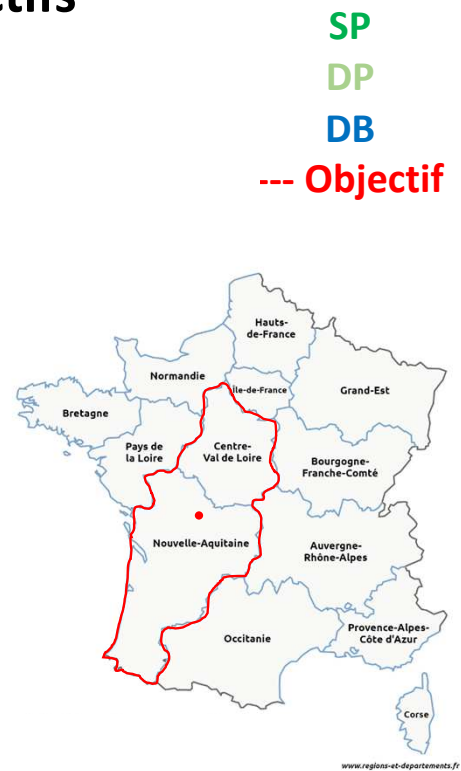 ctifs
SP
DP
DB
--- Objectif
Hauts-
de-France
Normandie
Île-de-France
Grand-Est
Bretagne
Pays de
la Loire
Centre-
Val de Loire
Bourgogne-
Franche-Comté
Nouvelle-Aquitaine
Auvergne-
Rhône-Alpes
Occitanie
Provence-Alpes-
Côte d'Azur
Corse
www.regions-et-departements.fr